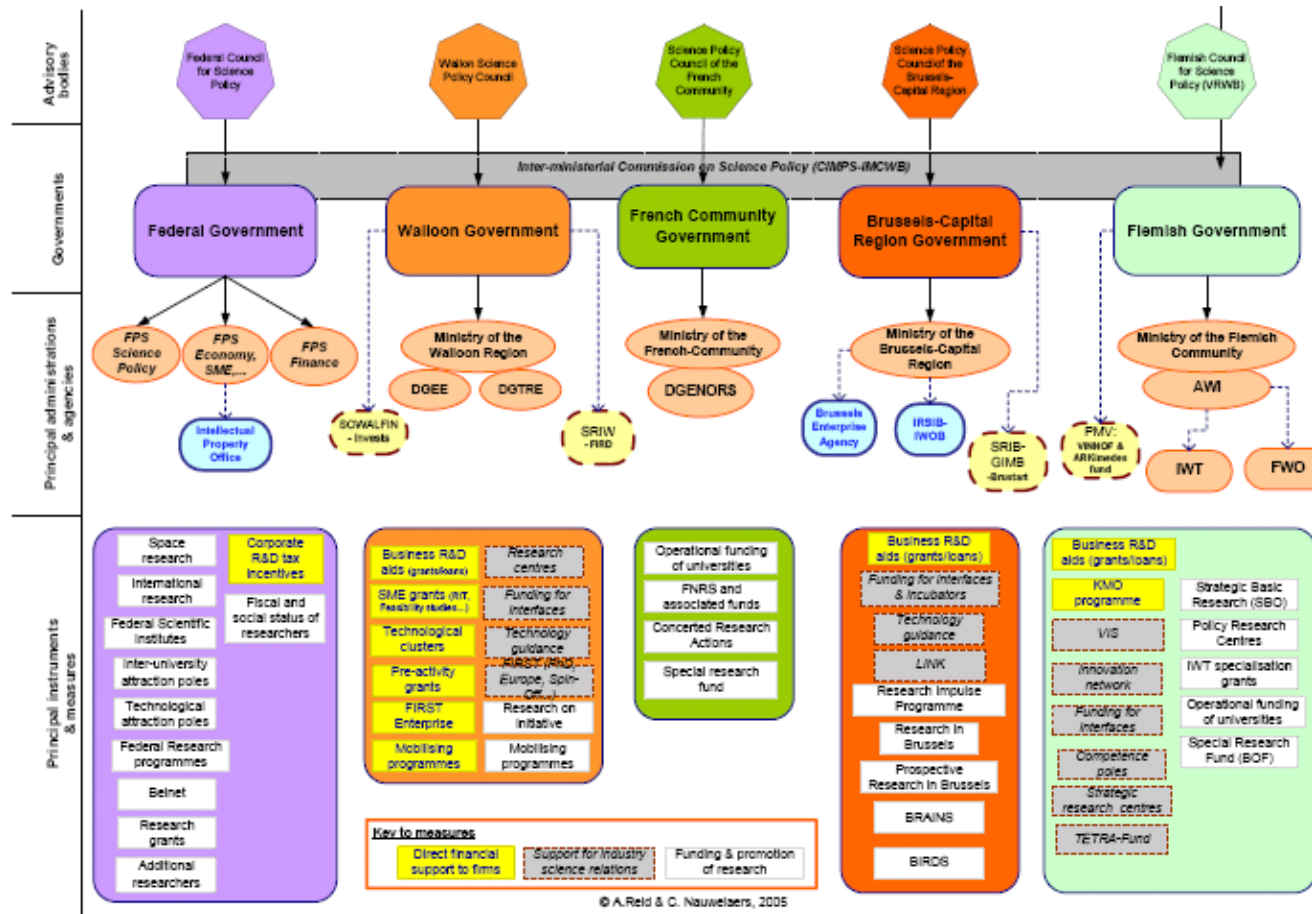 Advisory
bodies
Federal Council
for Science
Policy
Wallon Science
Policy Council
Science Policy
Council of the
French
Community
Science Policy
Councilof the
Brussels-
Capital Region
Flemish Council
for Science
Policy (VRWB)
Governments
Inter-ministerial Commission on Science Policy (CIMPS-IMCWB)
Federal Government
Walloon Government
French Community
Government
Brussels-Capital
Region Government
Flemish Government
Principal administrations
& agencies
FPS
Science
Policy
FPS
Economy,
SME,...
FPS
Finance
Intellectual
Property
Office
Ministry of the
Walloon Region
DGEE
DGTRE
SOWALFIN
- Invests
SRIW
- FIRD
Ministry of the
French-Community
DGENORS
Ministry of the
Brussels-Capital
Region
Brussels
Enterprise
Agency
IRSIB-
IWOB
SRIB-
GIMB
-Brustart
Ministry of the Flemish
Community
AWI
PMV:
VINNOF &
ARKimedes
fund
IWT
FWO
Principal instruments
& measures
Space
research
International
research
Federal Scientific
Institutes
Inter-university
attraction poles
Technological
attraction poles
Federal Research
programmes
Belnet
Research
grants
Additional
researchers
Corporate
R&D tax
Incentives
Fiscal and
social status of
researchers
Business R&D
aids (grants/loans)
SME grants (RIT,
Feasibility studies...)
Technological
clusters
Pre-activity
grants
FIRST
Enterprise
Mobilising
programmes
Research
centres
Funding for
Interfaces
Technology
guidance
FIRST (PhD,
Europe, Spin-
Off...)
Research on
Initiative
Mobilising
programmes
Operational funding
of universities
FNRS and
associated funds
Concerted Research
Actions
Special research
fund
Business R&D
aids (grants/loans)
Funding for Interfaces
& Incubators
Technology
guidance
LINK
Research Impulse
Programme
Research in
Brussels
Prospective
Research in Brussels
BRAINS
BIRDS
Business R&D
aids (grants/loans)
KMO
programme
VIS
Innovation
network
Funding for
Interfaces
Competence
poles
Strategic
research centres
TETRA-Fund
Strategic Basic
Research (SBO)
Policy Research
Centres
IWT specialisation
grants
Operational funding
of universities
Special Research
Fund (BOF)
Key to measures
Direct financial
support to firms
Support for Industry
science relations
Funding & promotion
of research
© A.Reid & C. Nauwelaers, 2005